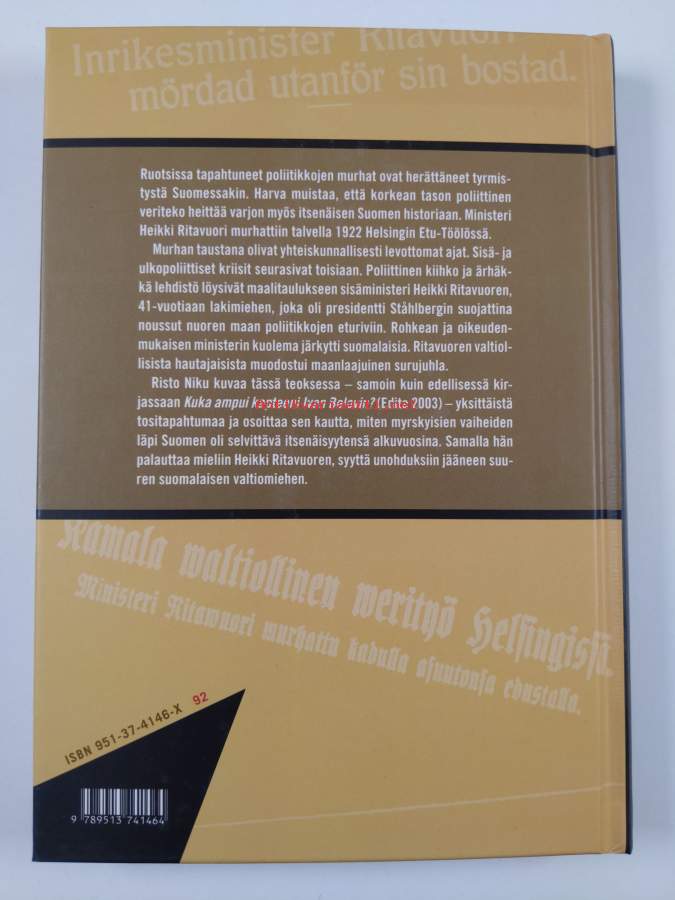 Inrikesminister Ritavuori
mördad utanför sin bostad.
Ruotsissa tapahtuneet poliitikkojen murhat ovat herättäneet tyrmis-
tystä Suomessakin. Harva muistaa, että korkean tason poliittinen
veriteko heittää varjon myös itsenäisen Suomen historiaan. Ministeri
Heikki Ritavuori murhattiin talvella 1922 Helsingin Etu-Töölössä.
Murhan taustana olivat yhteiskunnallisesti levottomat ajat. Sisä- ja
ulkopoliittiset kriisit seurasivat toisiaan. Poliittinen kiihko ja ärhäk-
kä lehdistö löysivät maalitaulukseen sisäministeri Heikki Ritavuoren,
41-vuotiaan lakimiehen, joka oli presidentti Ståhlbergin suojattina
noussut nuoren maan poliitikkojen eturiviin. Rohkean ja oikeuden-
mukaisen ministerin kuolema järkytti suomalaisia. Ritavuoren valtiol-
lisista hautajaisista muodostui maanlaajuinen surujuhla.
Risto Niku kuvaa tässä teoksessa – samoin kuin edellisessä kir-
jassaan Kuka ampui kapteeni Ivan Belovin? (Edita 2003) – yksittäistä
tositapahtumaa ja osoittaa sen kautta, miten myrskyisien vaiheiden
läpi Suomen oli selvittävä itsenäisyytensä alkuvuosina. Samalla hän
palauttaa mieliin Heikki Ritavuoren, syyttä unohduksiin jääneen suu-
ren suomalaisen valtiomiehen.
Kamala waltiollinen werityö Helsingissä.
Ministeri Ritawuori murhattu kadulla asuntonsa edustalla.
ISBN 951-37-4146-X 92
9 789513 741464